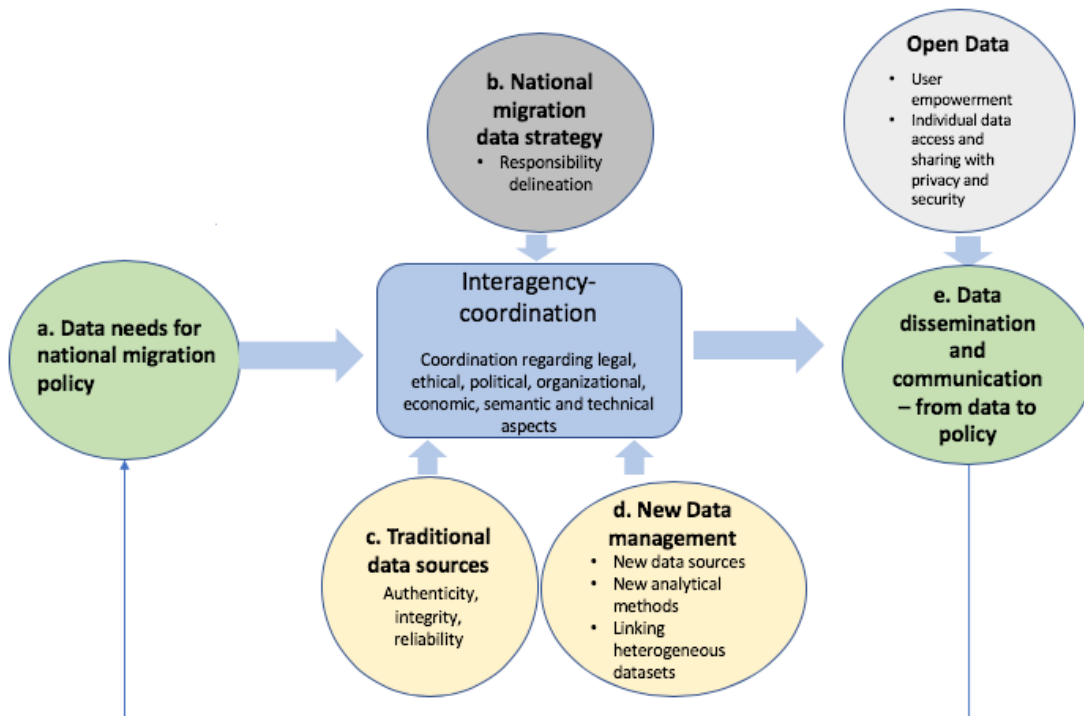 b. National
migration
data strategy
• Responsibility
delineation
Open Data
• User
empowerment
• Individual data
access and
sharing with
privacy and
security
a. Data needs for
national migration
policy
Interagency-
coordination
Coordination regarding legal,
ethical, political, organizational,
economic, semantic and technical
aspects
e. Data
dissemination
and
communication
– from data to
policy
c. Traditional
data sources
Authenticity,
integrity,
reliability
d. New Data
management
• New data sources
• New analytical
methods
• Linking
heterogeneous
datasets